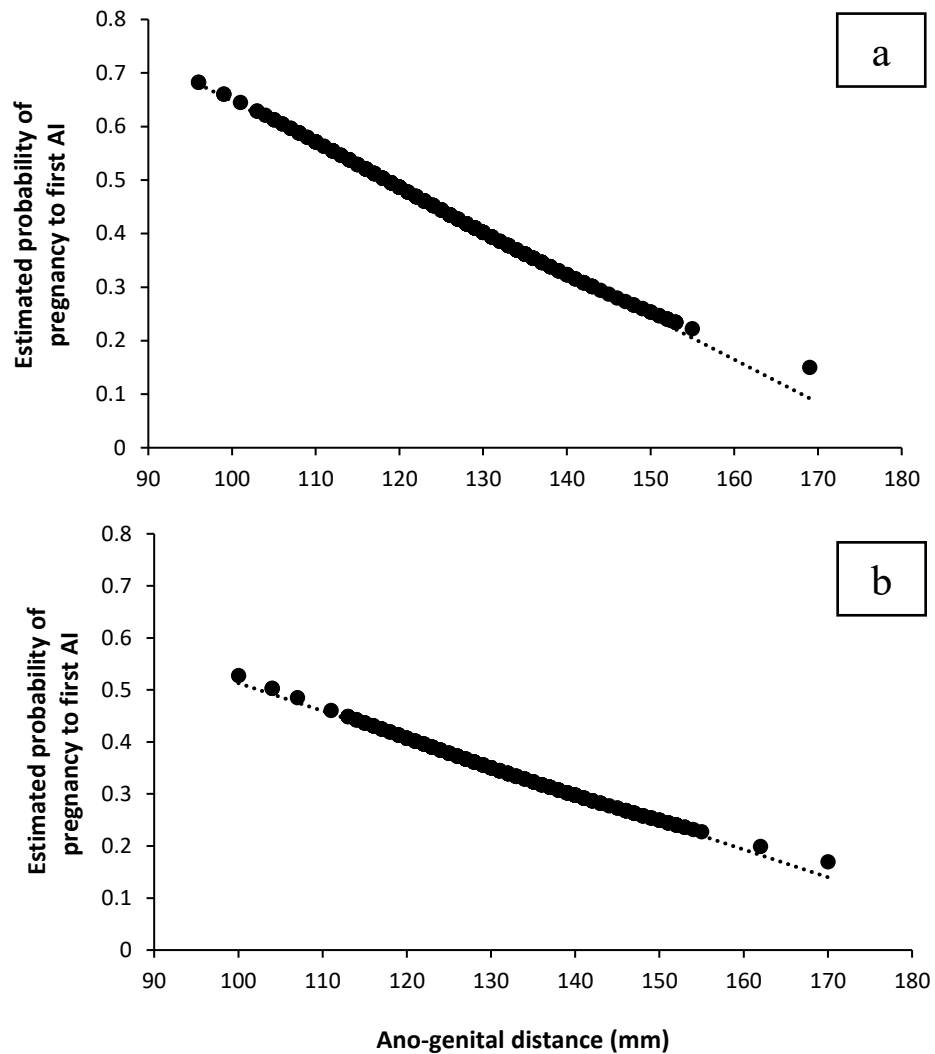 0.8
0.7
0.6
0.5
0.4
0.3
0.2
0.1
0
90 100 110 120 130 140 150 160 170 180
Estimated probability of
pregnancy to first AI
a
0.8
0.7
0.6
0.5
0.4
0.3
0.2
0.1
0
90 100 110 120 130 140 150 160 170 180
Estimated probability of
pregnancy to first AI
b
Ano-genital distance (mm)